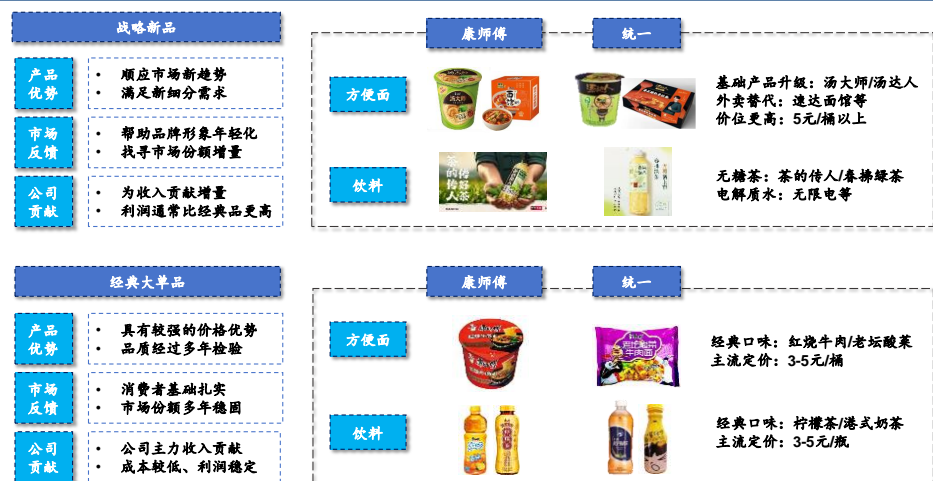 战略新品
产品
优势
• 顺应市场新趋势
• 满足新细分需求
市场
反馈
• 帮助品牌形象年轻化
• 找寻市场份额增量
公司
贡献
• 为收入贡献增量
• 利润通常比经典品更高
康师傅
统一
方便面
汤大师
基础产品升级：汤大师/汤达人
外卖替代：速达面馆等
价位更高：5元/桶以上
饮料
茶的传人
传好茶
无糖茶：茶的传人/春拂绿茶
电解质水：无限电等
经典大单品
产品
优势
• 具有较强的价格优势
• 品质经过多年检验
市场
反馈
• 消费者基础扎实
• 市场份额多年稳固
公司
贡献
• 公司主力收入贡献
• 成本较低、利润稳定
康师傅
统一
方便面
经典口味：红烧牛肉/老坛酸菜
主流定价：3-5元/桶
饮料
经典口味：柠檬茶/港式奶茶
主流定价：3-5元/瓶